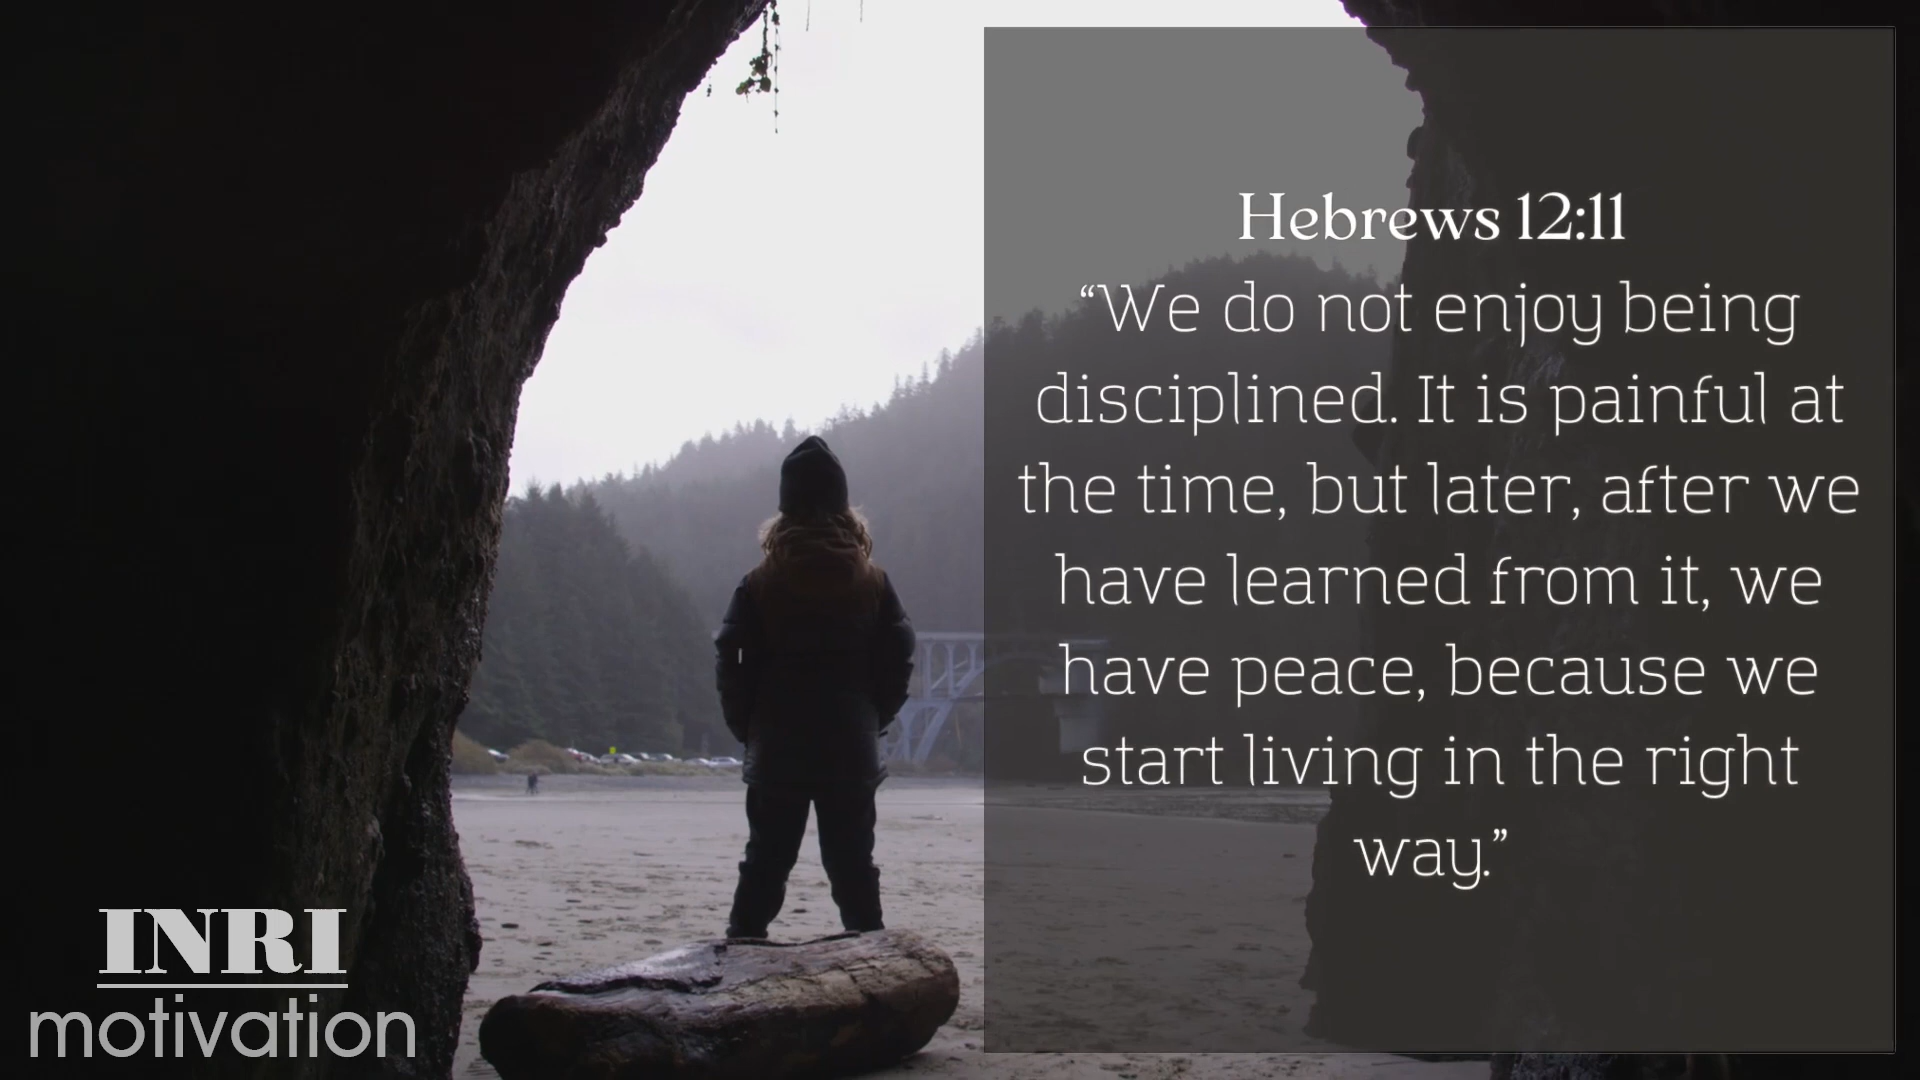 Hebrews 12:11
“We do not enjoy being
disciplined. It is painful at
the time, but later, after we
have learned from it, we
have peace, because we
start living in the right
way.”
INRI
motivation